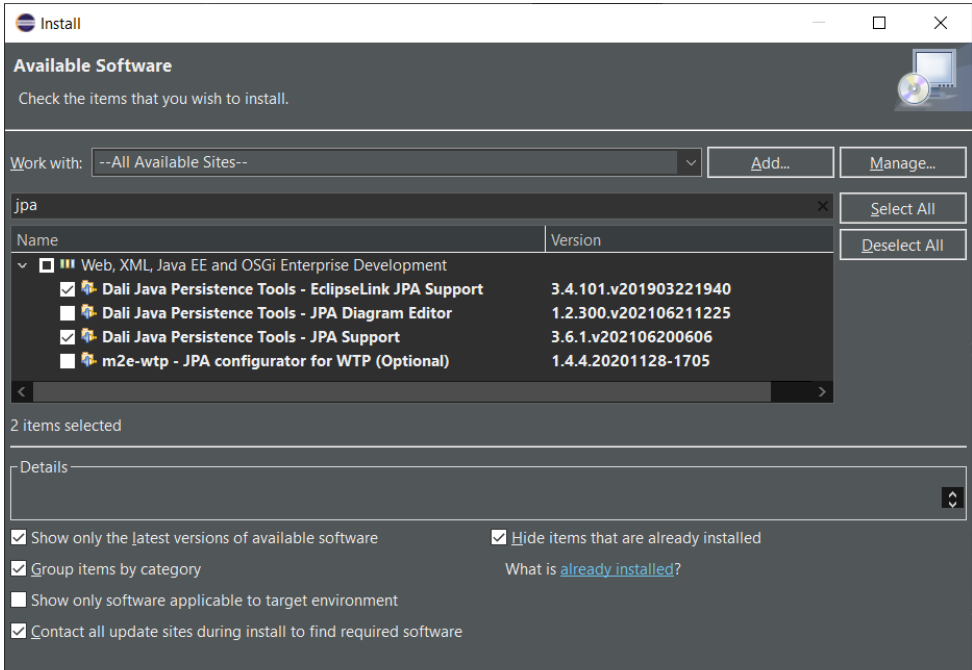 Install
Available Software
Check the items that you wish to install.
Work with: --All Available Sites-- Add... Manage...
jpa Select All
Name Version Deselect All
Web, XML, Java EE and OSGi Enterprise Development
Dali Java Persistence Tools - EclipseLink JPA Support 3.4.101.v201903221940
Dali Java Persistence Tools - JPA Diagram Editor 1.2.300.v202106211225
Dali Java Persistence Tools - JPA Support 3.6.1.v202106200606
m2e-wtp - JPA configurator for WTP (Optional) 1.4.4.20201128-1705
2 items selected
Details
Show only the latest versions of available software Hide items that are already installed
Group items by category What is already installed?
Show only software applicable to target environment
Contact all update sites during install to find required software